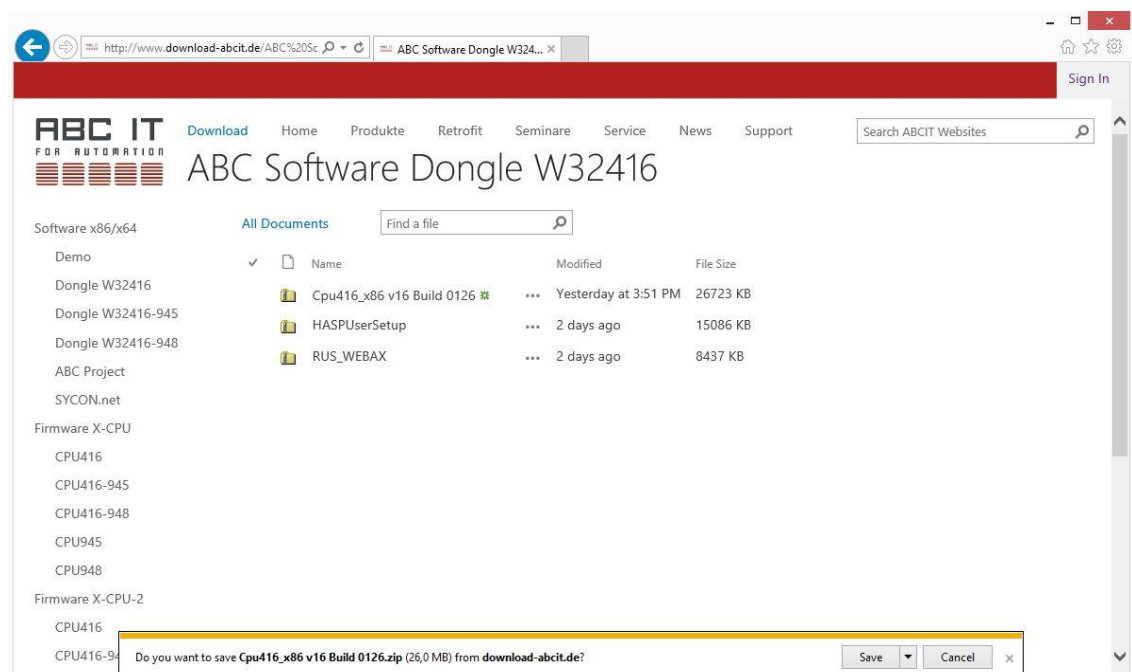 http://www.download-abcit.de/ABC%20Sc
ABC Software Dongle W324...
Sign In
ABC IT
FOR AUTOMATION
Download Home Produkte Retrofit Seminare Service News Support
Search ABCIT Websites
ABC Software Dongle W32416
All Documents
Find a file
Name Modified File Size
Cpu416_x86 v16 Build 0126 ... Yesterday at 3:51 PM 26723 KB
HASPUserSetup ... 2 days ago 15086 KB
RUS_WEBAX ... 2 days ago 8437 KB
Software x86/x64
Demo
Dongle W32416
Dongle W32416-945
Dongle W32416-948
ABC Project
SYCON.net
Firmware X-CPU
CPU416
CPU416-945
CPU416-948
CPU945
CPU948
Firmware X-CPU-2
CPU416
CPU416-94
Do you want to save Cpu416_x86 v16 Build 0126.zip (26,0 MB) from download-abcit.de?
Save Cancel